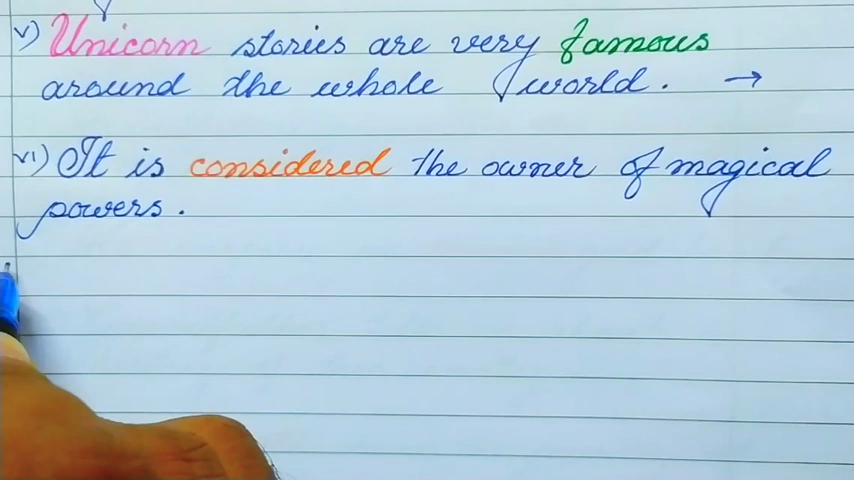 v) Unicorn stories are very famous
around the whole world. →
vi) It is considered the owner of magical
powers.